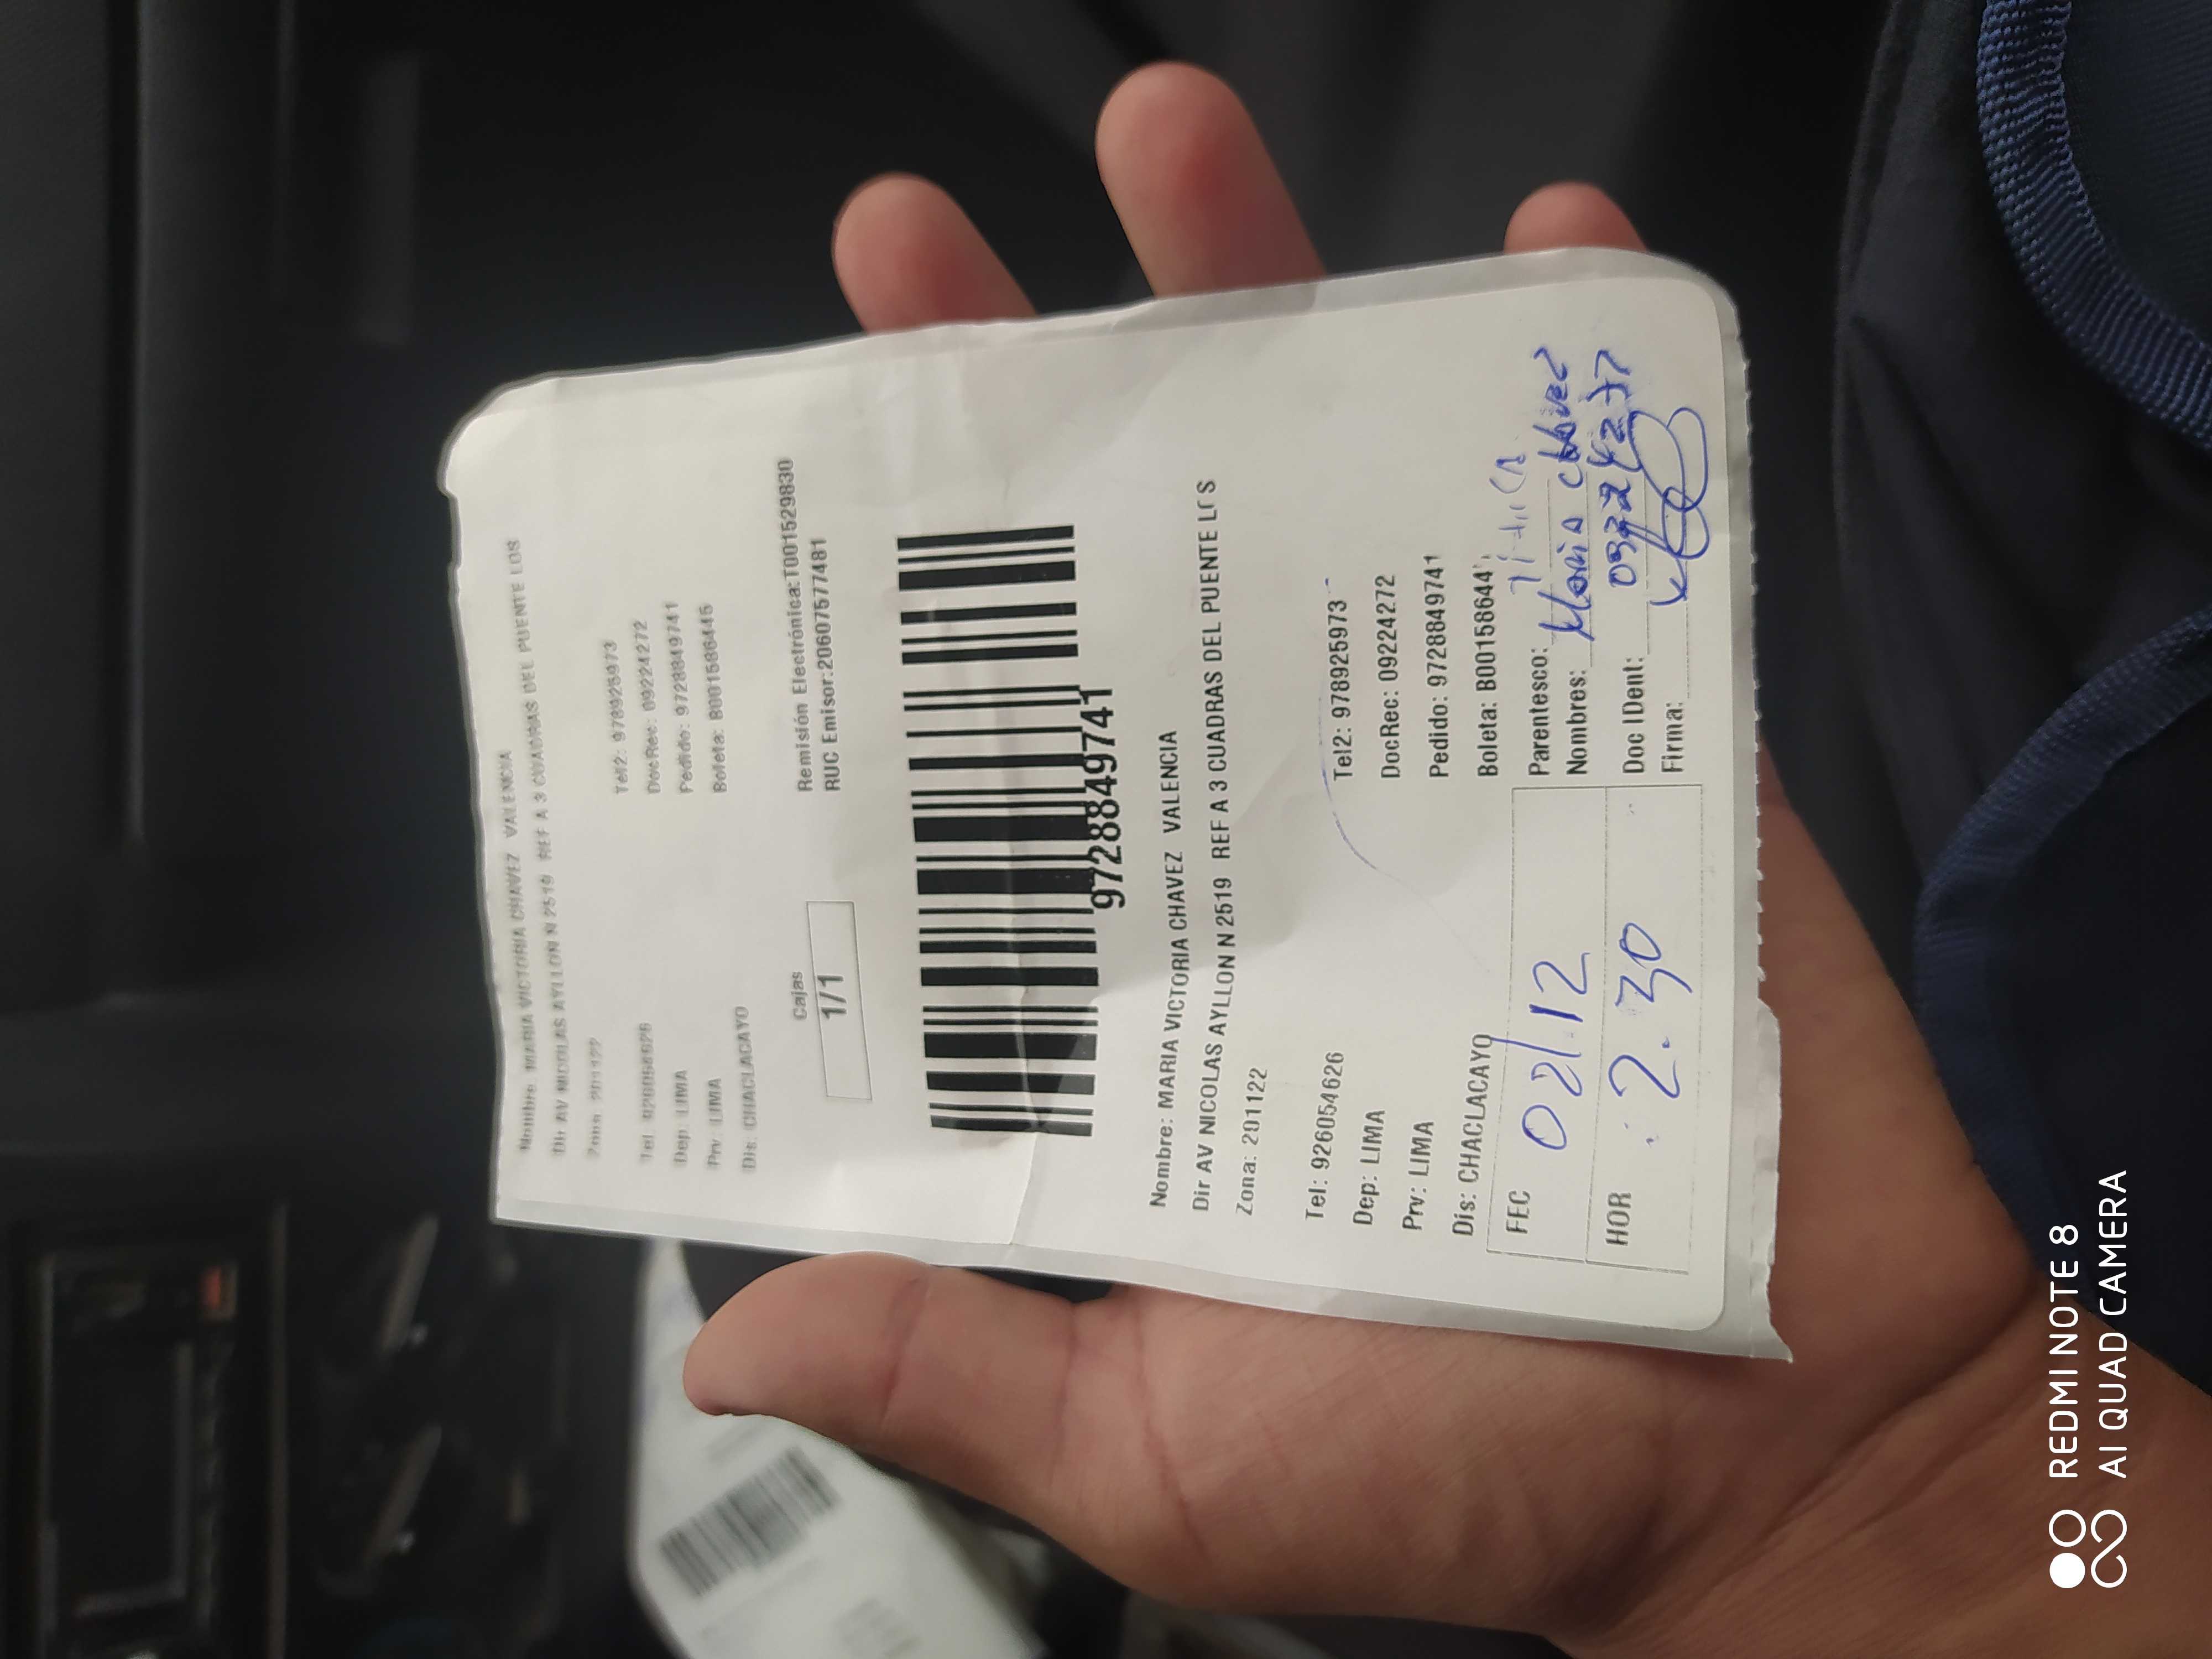 Nombre: MARIA VICTORIA CHAVEZ VALENCIA
Dir AV NICOLAS AYLLON N 2519 REF A 3 CUADRAS DEL PUENTE LOS
Zona: 201122
Tel2: 978925973
Tel: 926054626 DocRec: 09224272
Dep: LIMA Pedido: 9728849741
Prv: LIMA Boleta: B001586445
Dis: CHACLACAYO
Cajas Remisión Electrónica:T001529830
1/1 RUC Emisor:20607577481
9728849741
Nombre: MARIA VICTORIA CHAVEZ VALENCIA
Dir AV NICOLAS AYLLON N 2519 REF A 3 CUADRAS DEL PUENTE LOS
Zona: 201122
Tel: 926054626 Tel2: 978925973
Dep: LIMA DocRec: 09224272
Prv: LIMA Pedido: 9728849741
Dis: CHACLACAYO Boleta: B00158644
FEC 02/12 Parentesco:
Nombres: Maria Chavez
HOR 2.30 Doc IDent:
Firma:
REDMI NOTE 8
AI QUAD CAMERA